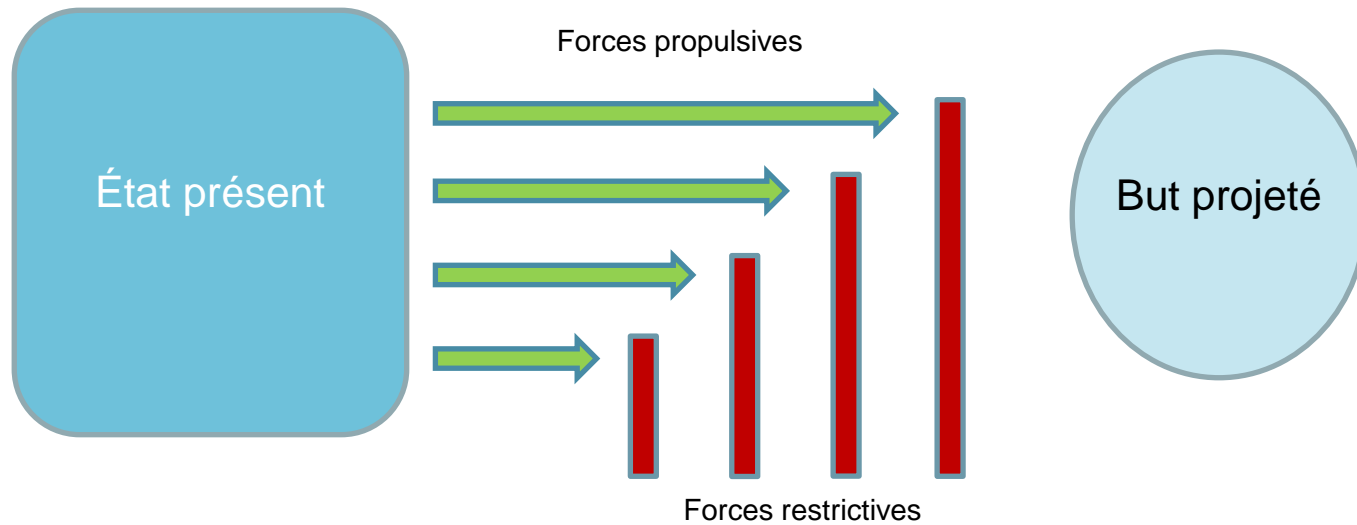 Forces propulsives
État présent
But projeté
Forces restrictives